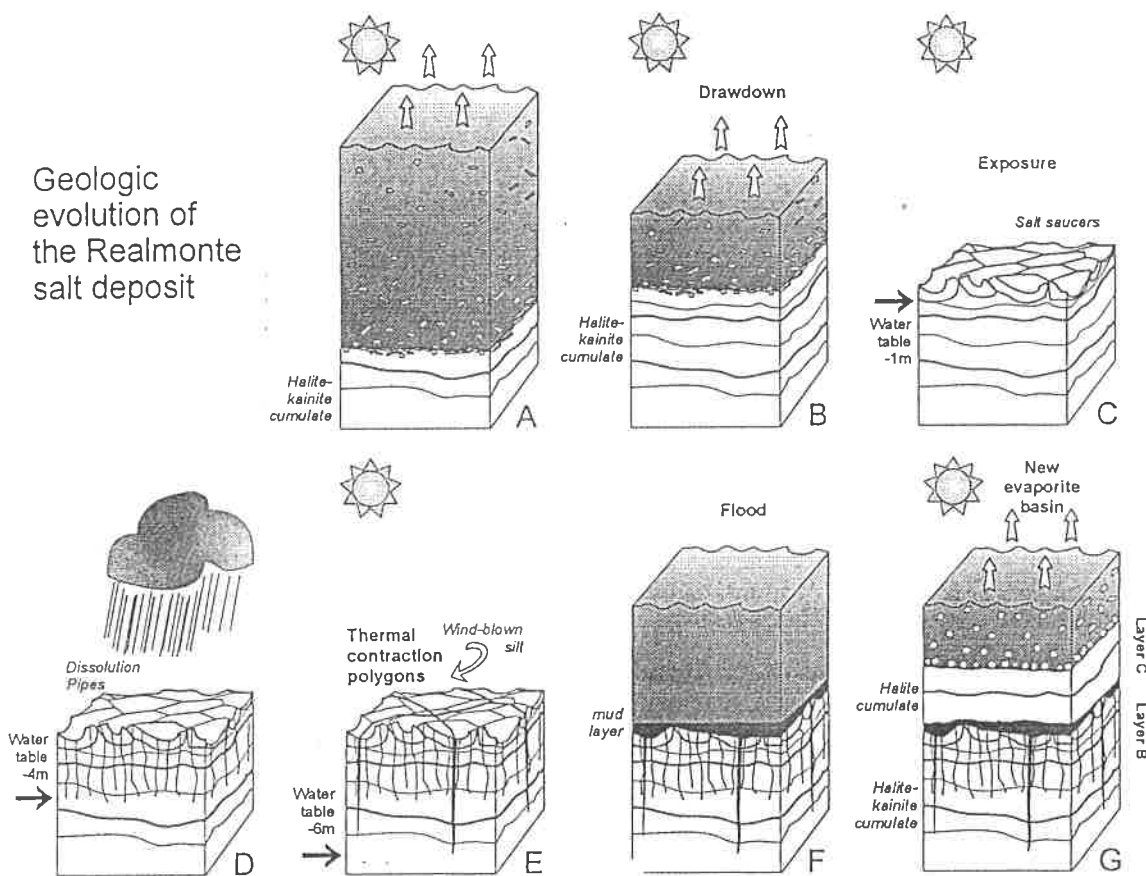 Geologic
evolution of
the Realmonte
salt deposit
Halite-
kainite
cumulate
A
Drawdown
Halite-
kainite
cumulate
B
Exposure
Salt saucers
Water
table
-1m
C
Dissolution
Pipes
Water
table
-4m
D
Thermal
contraction
polygons
Wind-blown
sill
Water
table
-6m
E
Flood
mud
layer
F
New
evaporite
basin
Halite
cumulate
Halite-
kainite
cumulate
Layer C
Layer B
G